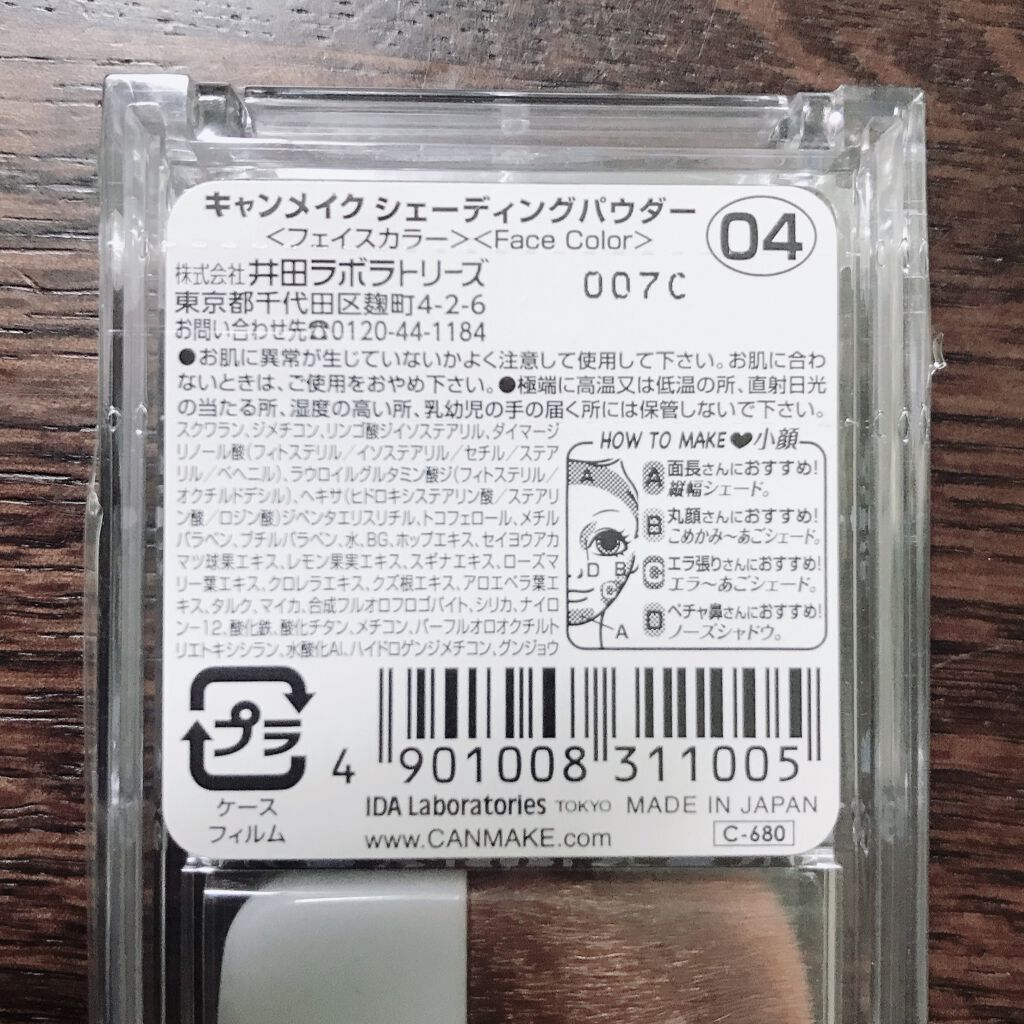 キャンメイク シェーディングパウダー
<フェイスカラー><Face Color>
04
株式会社 井田ラボラトリーズ
007C
東京都千代田区麹町4-2-6
お問い合わせ先☎0120-44-1184
●お肌に異常が生じていないかよく注意して使用して下さい。お肌に合わ
ないときは、ご使用をおやめ下さい。●極端に高温又は低温の所、直射日光
の当たる所、湿度の高い所、乳幼児の手の届く所には保管しないで下さい。
スクワラン、ジメチコン、リンゴ酸ジイソステアリル、ダイマージ
リノール酸(フィトステリル/イソステアリル/セチル/ステア
リル/ベヘニル)、ラウロイルグルタミン酸ジ(フィトステリル/
オクチルドデシル)、ヘキサ(ヒドロキシステアリン酸/ステアリ
ン酸/ロジン酸)ジペンタエリスリチル、トコフェロール、メチル
パラベン、プチルパラベン、水、BG、ホップエキス、セイヨウアカ
マツ球果エキス、レモン果実エキス、スギナエキス、ローズマ
リー葉エキス、クロレラエキス、クズ根エキス、アロエベラ葉エ
キス、タルク、マイカ、合成フルオロフロゴパイト、シリカ、ナイロ
ン-12、酸化鉄、酸化チタン、メチコン、パーフルオロオクチルト
リエトキシシラン、水酸化Al、ハイドロゲンジメチコン、グンジョウ
HOW TO MAKE♥小顔
A 面長さんにおすすめ!
縦幅シェード。
B 丸顔さんにおすすめ!
こめかみ〜あごシェード。
C エラ張りさんにおすすめ!
エラ〜あごシェード。
D ペチャ鼻さんにおすすめ!
ノーズシャドウ。
A
D B
C
A
プラ
ケース
フィルム
4 901008 311005
IDA Laboratories TOKYO MADE IN JAPAN
www.CANMAKE.com
C-680